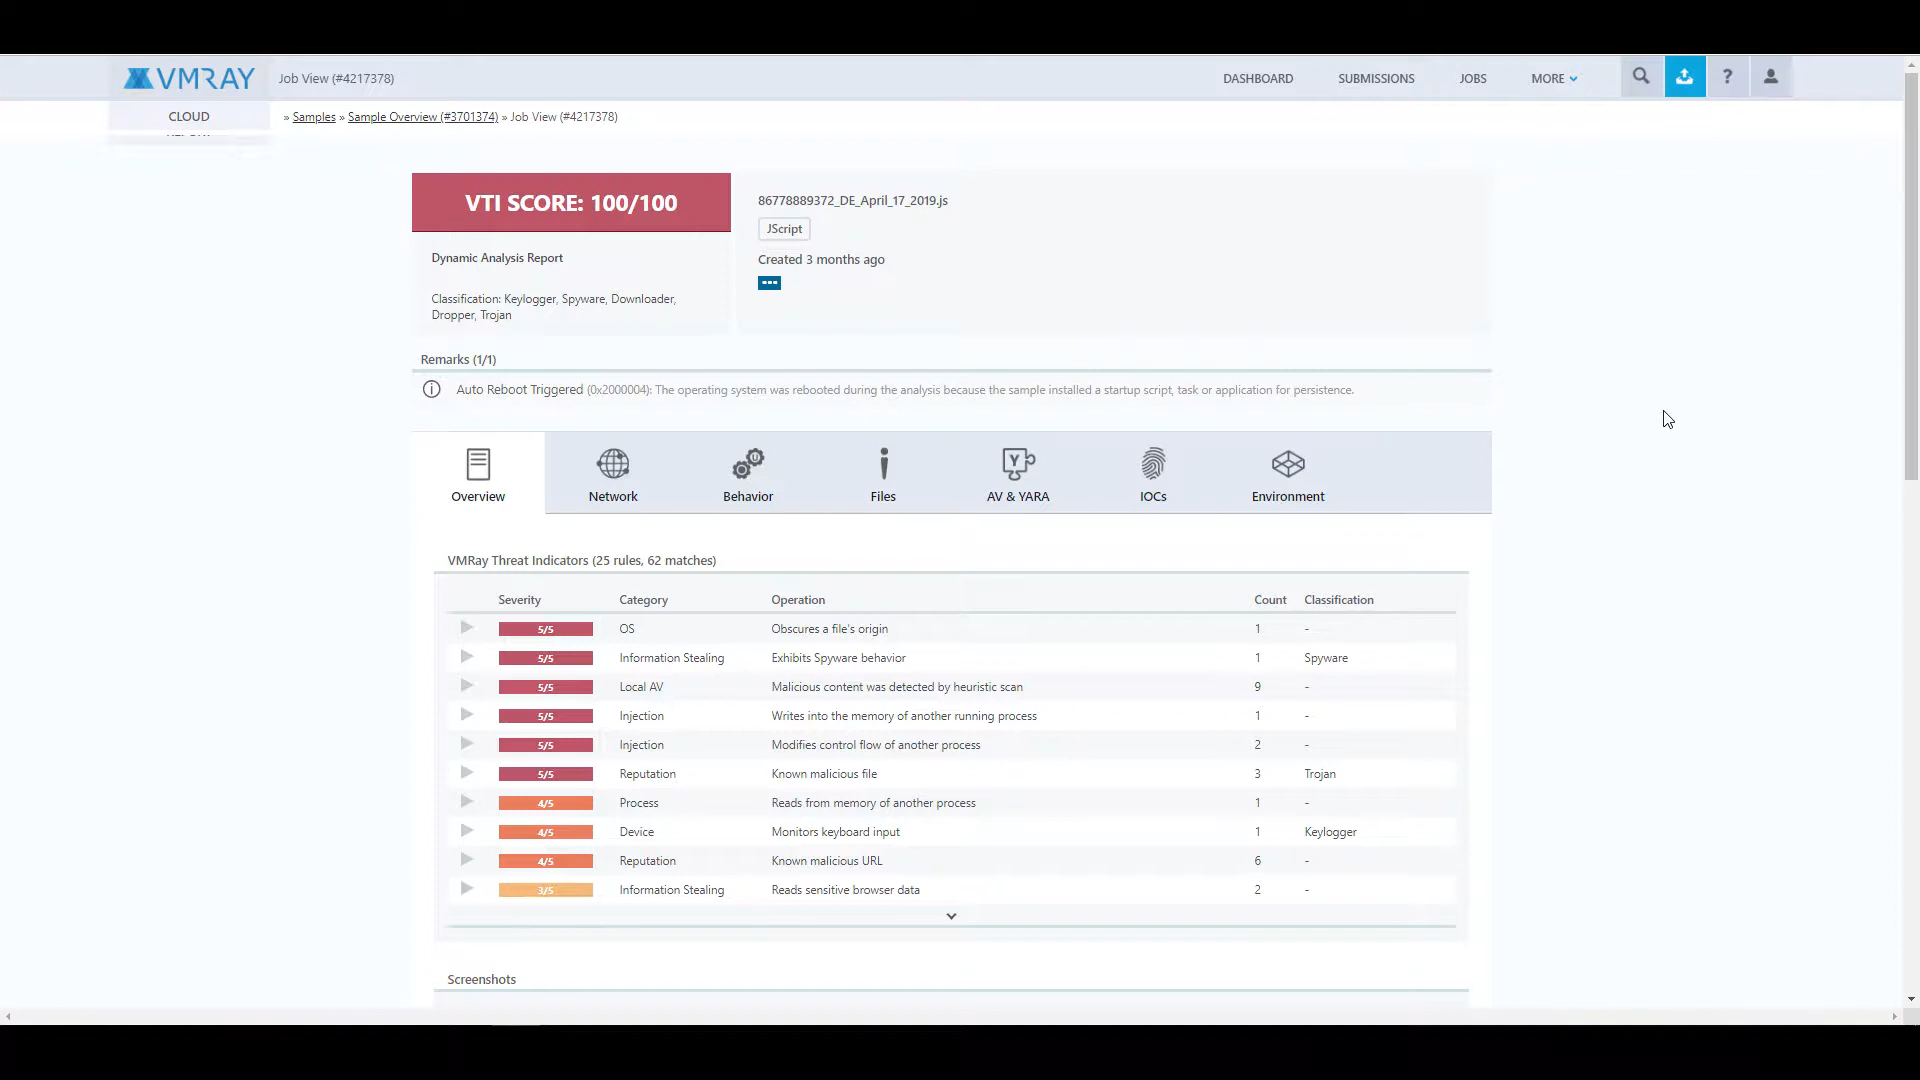 VMRAY
Job View (#4217378)
DASHBOARD
SUBMISSIONS
JOBS
MORE
?
CLOUD
» Samples » Sample Overview (#3701374) » Job View (#4217378)
VTI SCORE: 100/100
Dynamic Analysis Report
Classification: Keylogger, Spyware, Downloader,
Dropper, Trojan
86778889372_DE_April_17_2019.js
JScript
Created 3 months ago
Remarks (1/1)
Auto Reboot Triggered (0x2000004): The operating system was rebooted during the analysis because the sample installed a startup script, task or application for persistence.
Overview
Network
Behavior
Files
AV & YARA
IOCs
Environment
VMRay Threat Indicators (25 rules, 62 matches)
Severity Category Operation Count Classification
5/5 OS Obscures a file's origin 1 -
5/5 Information Stealing Exhibits Spyware behavior 1 Spyware
5/5 Local AV Malicious content was detected by heuristic scan 9 -
5/5 Injection Writes into the memory of another running process 1 -
5/5 Injection Modifies control flow of another process 2 -
5/5 Reputation Known malicious file 3 Trojan
4/5 Process Reads from memory of another process 1 -
4/5 Device Monitors keyboard input 1 Keylogger
4/5 Reputation Known malicious URL 6 -
3/5 Information Stealing Reads sensitive browser data 2 -
Screenshots